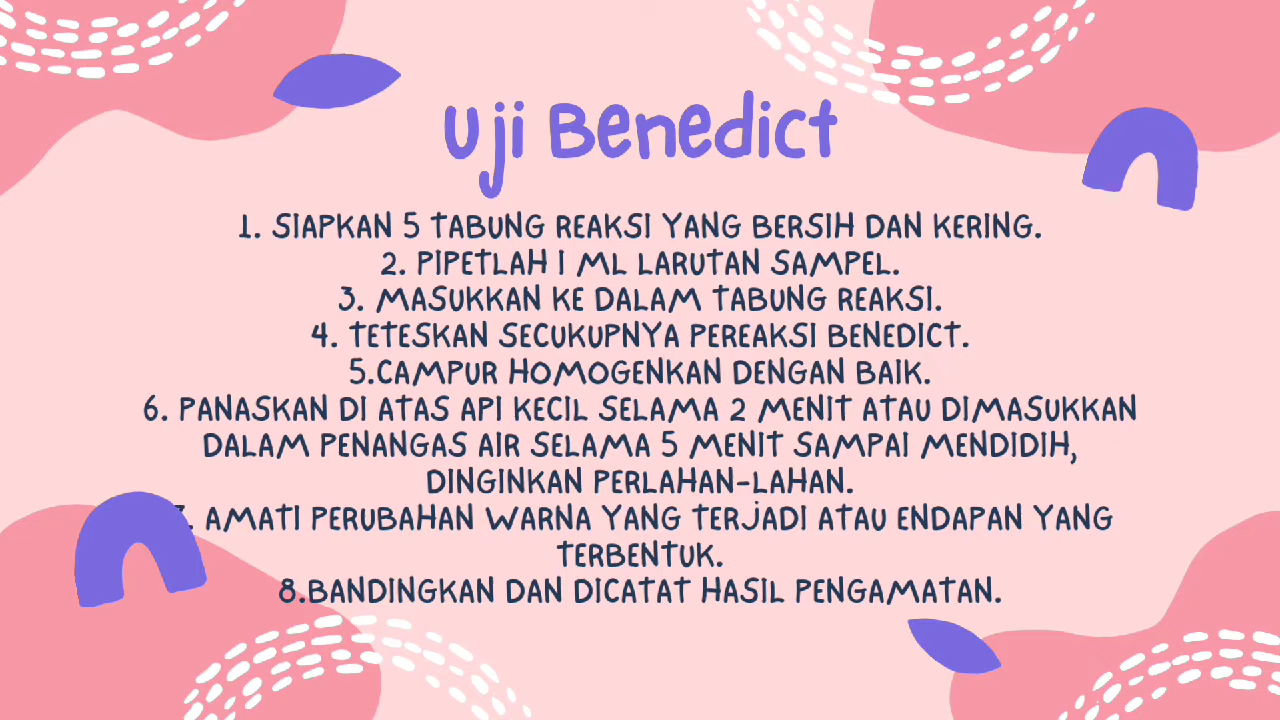 Uji Benedict
1. SIAPKAN 5 TABUNG REAKSI YANG BERSIH DAN KERING.
2. PIPETLAH 1 ML LARUTAN SAMPEL.
3. MASUKKAN KE DALAM TABUNG REAKSI.
4. TETESKAN SECUKUPNYA PEREAKSI BENEDICT.
5.CAMPUR HOMOGENKAN DENGAN BAIK.
6. PANASKAN DI ATAS API KECIL SELAMA 2 MENIT ATAU DIMASUKKAN
DALAM PENANGAS AIR SELAMA 5 MENIT SAMPAI MENDIDIH,
DINGINKAN PERLAHAN-LAHAN.
7. AMATI PERUBAHAN WARNA YANG TERJADI ATAU ENDAPAN YANG
TERBENTUK.
8.BANDINGKAN DAN DICATAT HASIL PENGAMATAN.